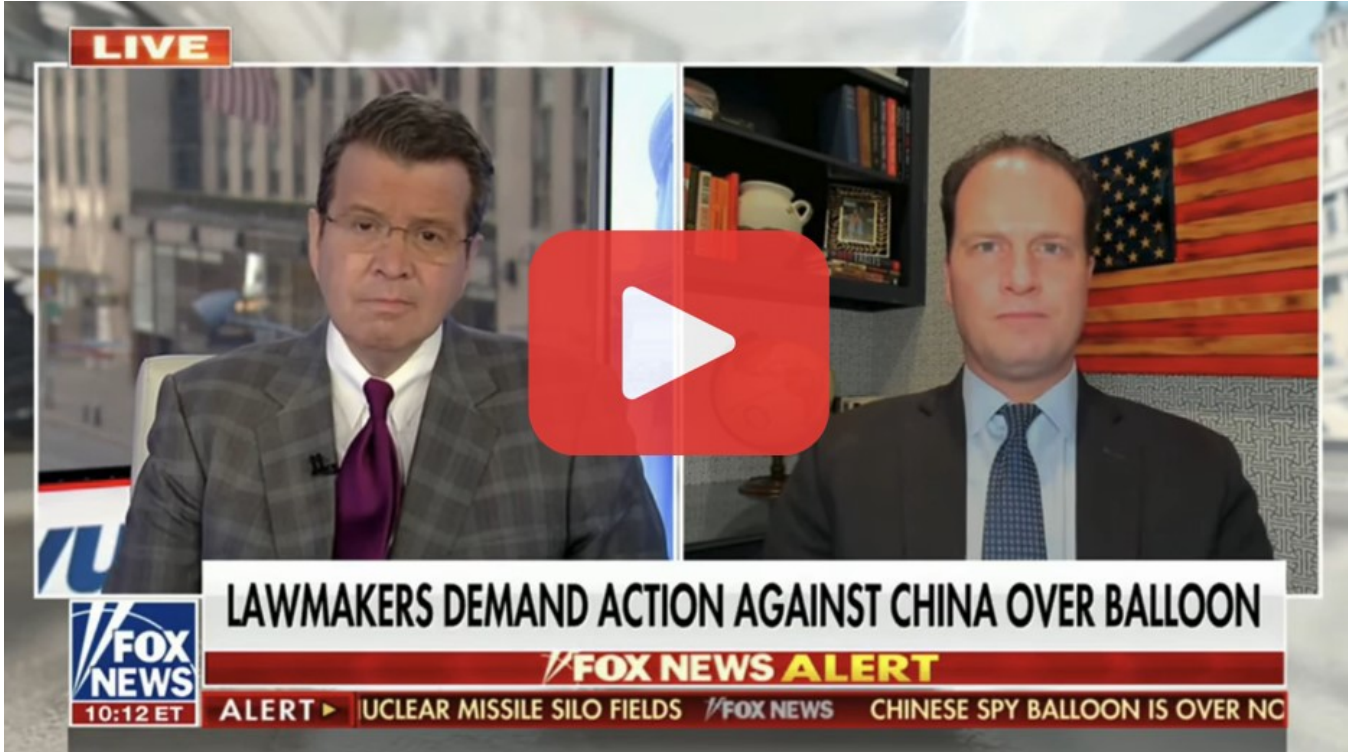 LIVE
LAWMAKERS DEMAND ACTION AGAINST CHINA OVER BALLOON
FOX NEWS ALERT
FOX
NEWS
10:12 ET
ALERT UCLEAR MISSILE SILO FIELDS FOX NEWS CHINESE SPY BALLOON IS OVER NO